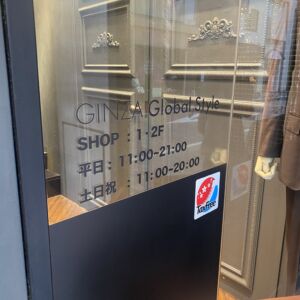 GINZA Global Style
SHOP : 1・2F
平日 : 11:00~21:00
土日祝 : 11:00~20:00
TaxFree